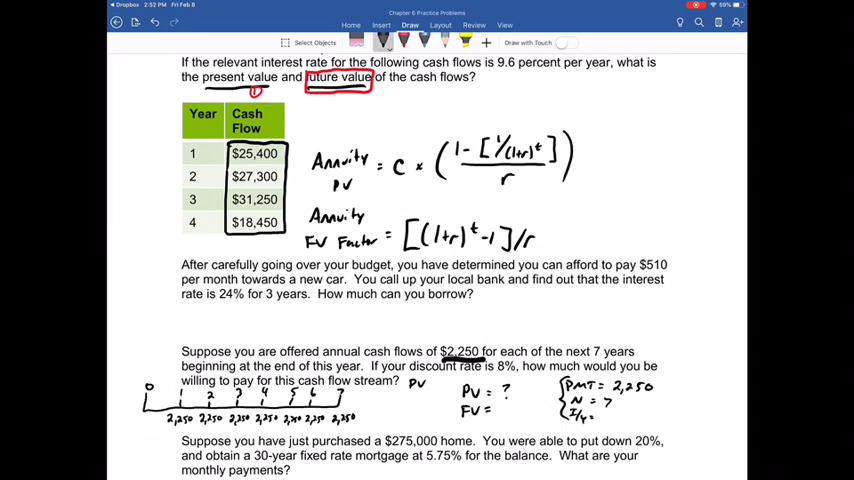 Dropbox 2:52 PM Fri Feb 8
59%
Chapter 6 Practice Problems
Home Insert Draw Layout Review View
Select Objects
Draw with Touch
If the relevant interest rate for the following cash flows is 9.6 percent per year, what is
the present value and future value of the cash flows?
1
Year Cash Flow
1 $25,400
2 $27,300
3 $31,250
4 $18,450
Annuity PV = C × ( 1 - [ 1/(1+r)^t ] / r )
Annuity FV Factor = [(1+r)^t -1]/r
After carefully going over your budget, you have determined you can afford to pay $510
per month towards a new car. You call up your local bank and find out that the interest
rate is 24% for 3 years. How much can you borrow?
Suppose you are offered annual cash flows of $2,250 for each of the next 7 years
beginning at the end of this year. If your discount rate is 8%, how much would you be
willing to pay for this cash flow stream? PV
0 1 2 3 4 5 6 7
2,250 2,250 2,250 2,250 2,250 2,250 2,250
PV = ?
FV =
PMT = 2,250
N = 7
I/Y =
Suppose you have just purchased a $275,000 home. You were able to put down 20%,
and obtain a 30-year fixed rate mortgage at 5.75% for the balance. What are your
monthly payments?